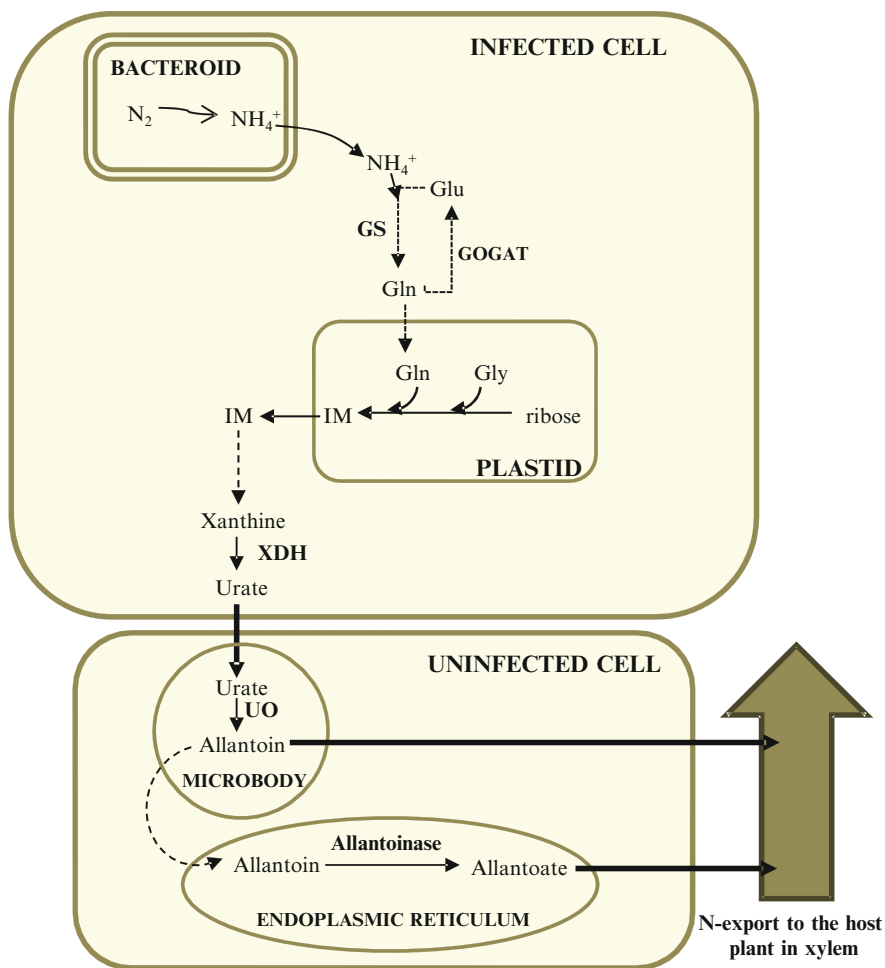 INFECTED CELL
BACTEROID
N₂ NH₄⁺
NH₄⁺
Glu
GS
GOGAT
Gln
Gln Gly
IM IM ribose
PLASTID
Xanthine
XDH
Urate
UNINFECTED CELL
Urate
UO
Allantoin
MICROBODY
Allantoinase
Allantoin Allantoate
ENDOPLASMIC RETICULUM
N-export to the host
plant in xylem